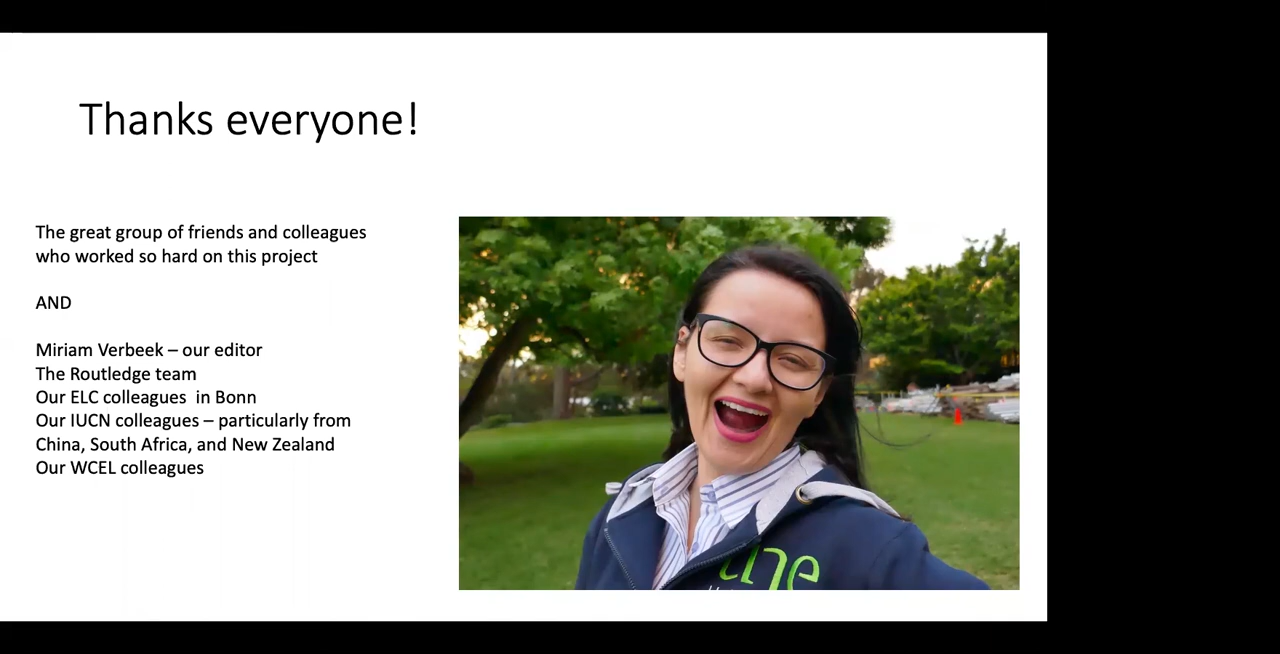 Thanks everyone!
The great group of friends and colleagues
who worked so hard on this project
AND
Miriam Verbeek – our editor
The Routledge team
Our ELC colleagues  in Bonn
Our IUCN colleagues – particularly from
China, South Africa, and New Zealand
Our WCEL colleagues